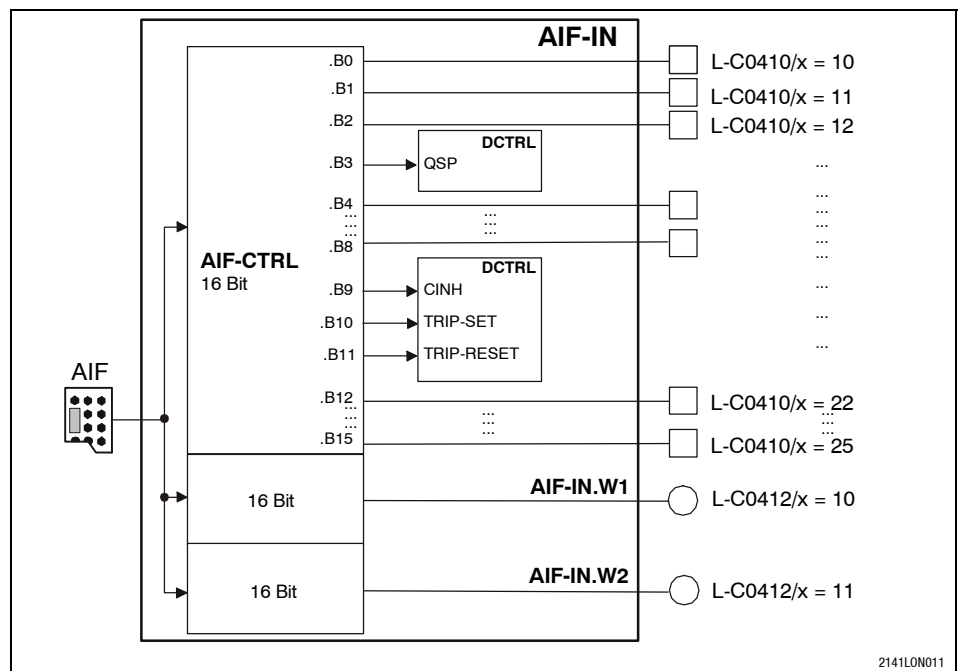 AIF-IN
.B0
L-C0410/x = 10
.B1
L-C0410/x = 11
.B2
L-C0410/x = 12
DCTRL
.B3
QSP
...
...
.B4
...
...
...
...
...
...
...
...
.B8
...
AIF-CTRL
16 Bit
DCTRL
.B9
CINH
...
.B10
TRIP-SET
...
.B11
TRIP-RESET
...
AIF
.B12
L-C0410/x = 22
...
...
...
...
...
...
...
.B15
L-C0410/x = 25
16 Bit
AIF-IN.W1
L-C0412/x = 10
16 Bit
AIF-IN.W2
L-C0412/x = 11
2141LON011